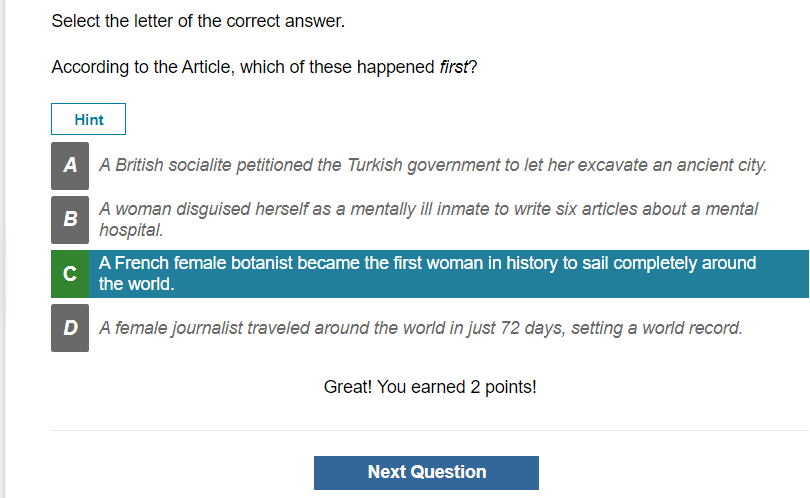 Select the letter of the correct answer.
According to the Article, which of these happened first?
Hint
A A British socialite petitioned the Turkish government to let her excavate an ancient city.
B A woman disguised herself as a mentally ill inmate to write six articles about a mental
hospital.
C A French female botanist became the first woman in history to sail completely around
the world.
D A female journalist traveled around the world in just 72 days, setting a world record.
Great! You earned 2 points!
Next Question